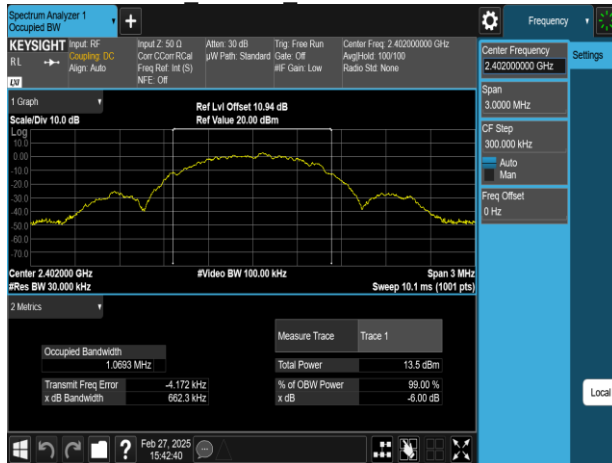 Spectrum Analyzer 1
Occupied BW
Frequency
KEYSIGHT
Input: RF
Coupling: DC
Align: Auto
RL
LXI
Input Z: 50 Ω
Corr CCorr RCal
Freq Ref: Int (S)
NFE: Off
Atten: 30 dB
µW Path: Standard
Trig: Free Run
Gate: Off
#IF Gain: Low
Center Freq: 2.402000000 GHz
Avg|Hold: 100/100
Radio Std: None
Center Frequency
2.402000000 GHz
Settings
Span
3.0000 MHz
CF Step
300.000 kHz
Auto
Man
Freq Offset
0 Hz
Local
1 Graph
Scale/Div 10.0 dB
Ref Lvl Offset 10.94 dB
Ref Value 20.00 dBm
Log
10.0
0.00
-10.0
-20.0
-30.0
-40.0
-50.0
-60.0
-70.0
Center 2.402000 GHz
#Video BW 100.00 kHz
Span 3 MHz
#Res BW 30.000 kHz
Sweep 10.1 ms (1001 pts)
2 Metrics
Measure Trace
Trace 1
Occupied Bandwidth
1.0693 MHz
Total Power
13.5 dBm
Transmit Freq Error
-4.172 kHz
% of OBW Power
99.00 %
x dB Bandwidth
662.3 kHz
x dB
-6.00 dB
Feb 27, 2025
15:42:40